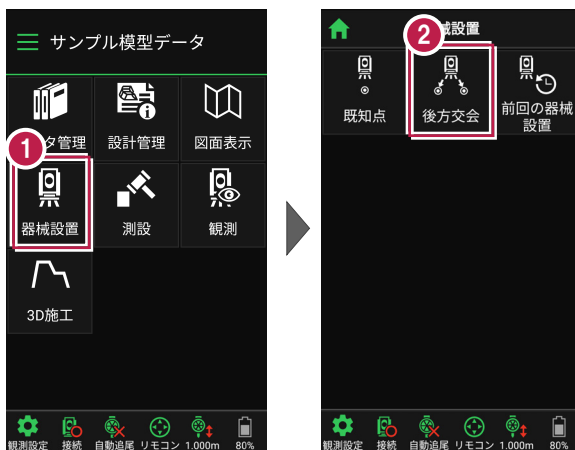 サンプル模型データ
1
タ管理
設計管理
図面表示
器械設置
測設
観測
3D施工
観測設定
接続
自動追尾
リモコン
1.000m
80%
2
械設置
既知点
後方交会
前回の器械
設置
観測設定
接続
自動追尾
リモコン
1.000m
80%